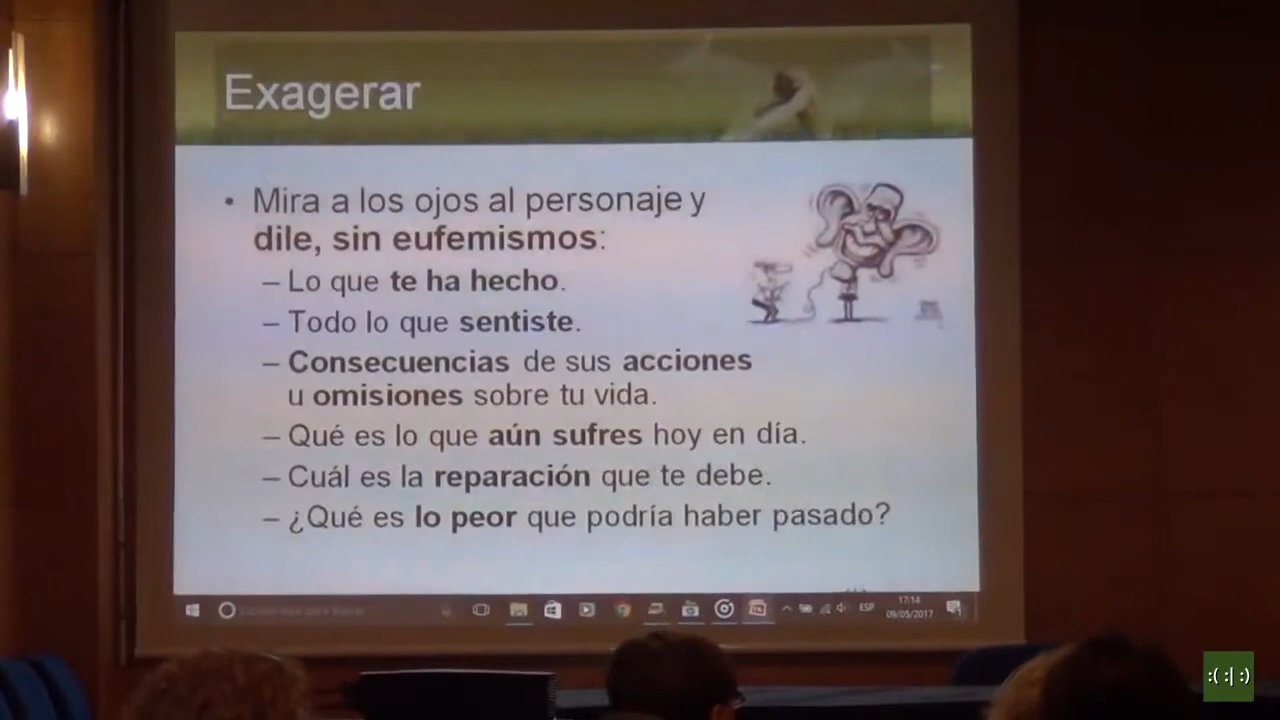 Exagerar
• Mira a los ojos al personaje y
dile, sin eufemismos:
– Lo que te ha hecho.
– Todo lo que sentiste.
– Consecuencias de sus acciones
u omisiones sobre tu vida.
– Qué es lo que aún sufres hoy en día.
– Cuál es la reparación que te debe.
– ¿Qué es lo peor que podría haber pasado?
ESP
17:14
09/05/2017
:( :| :)